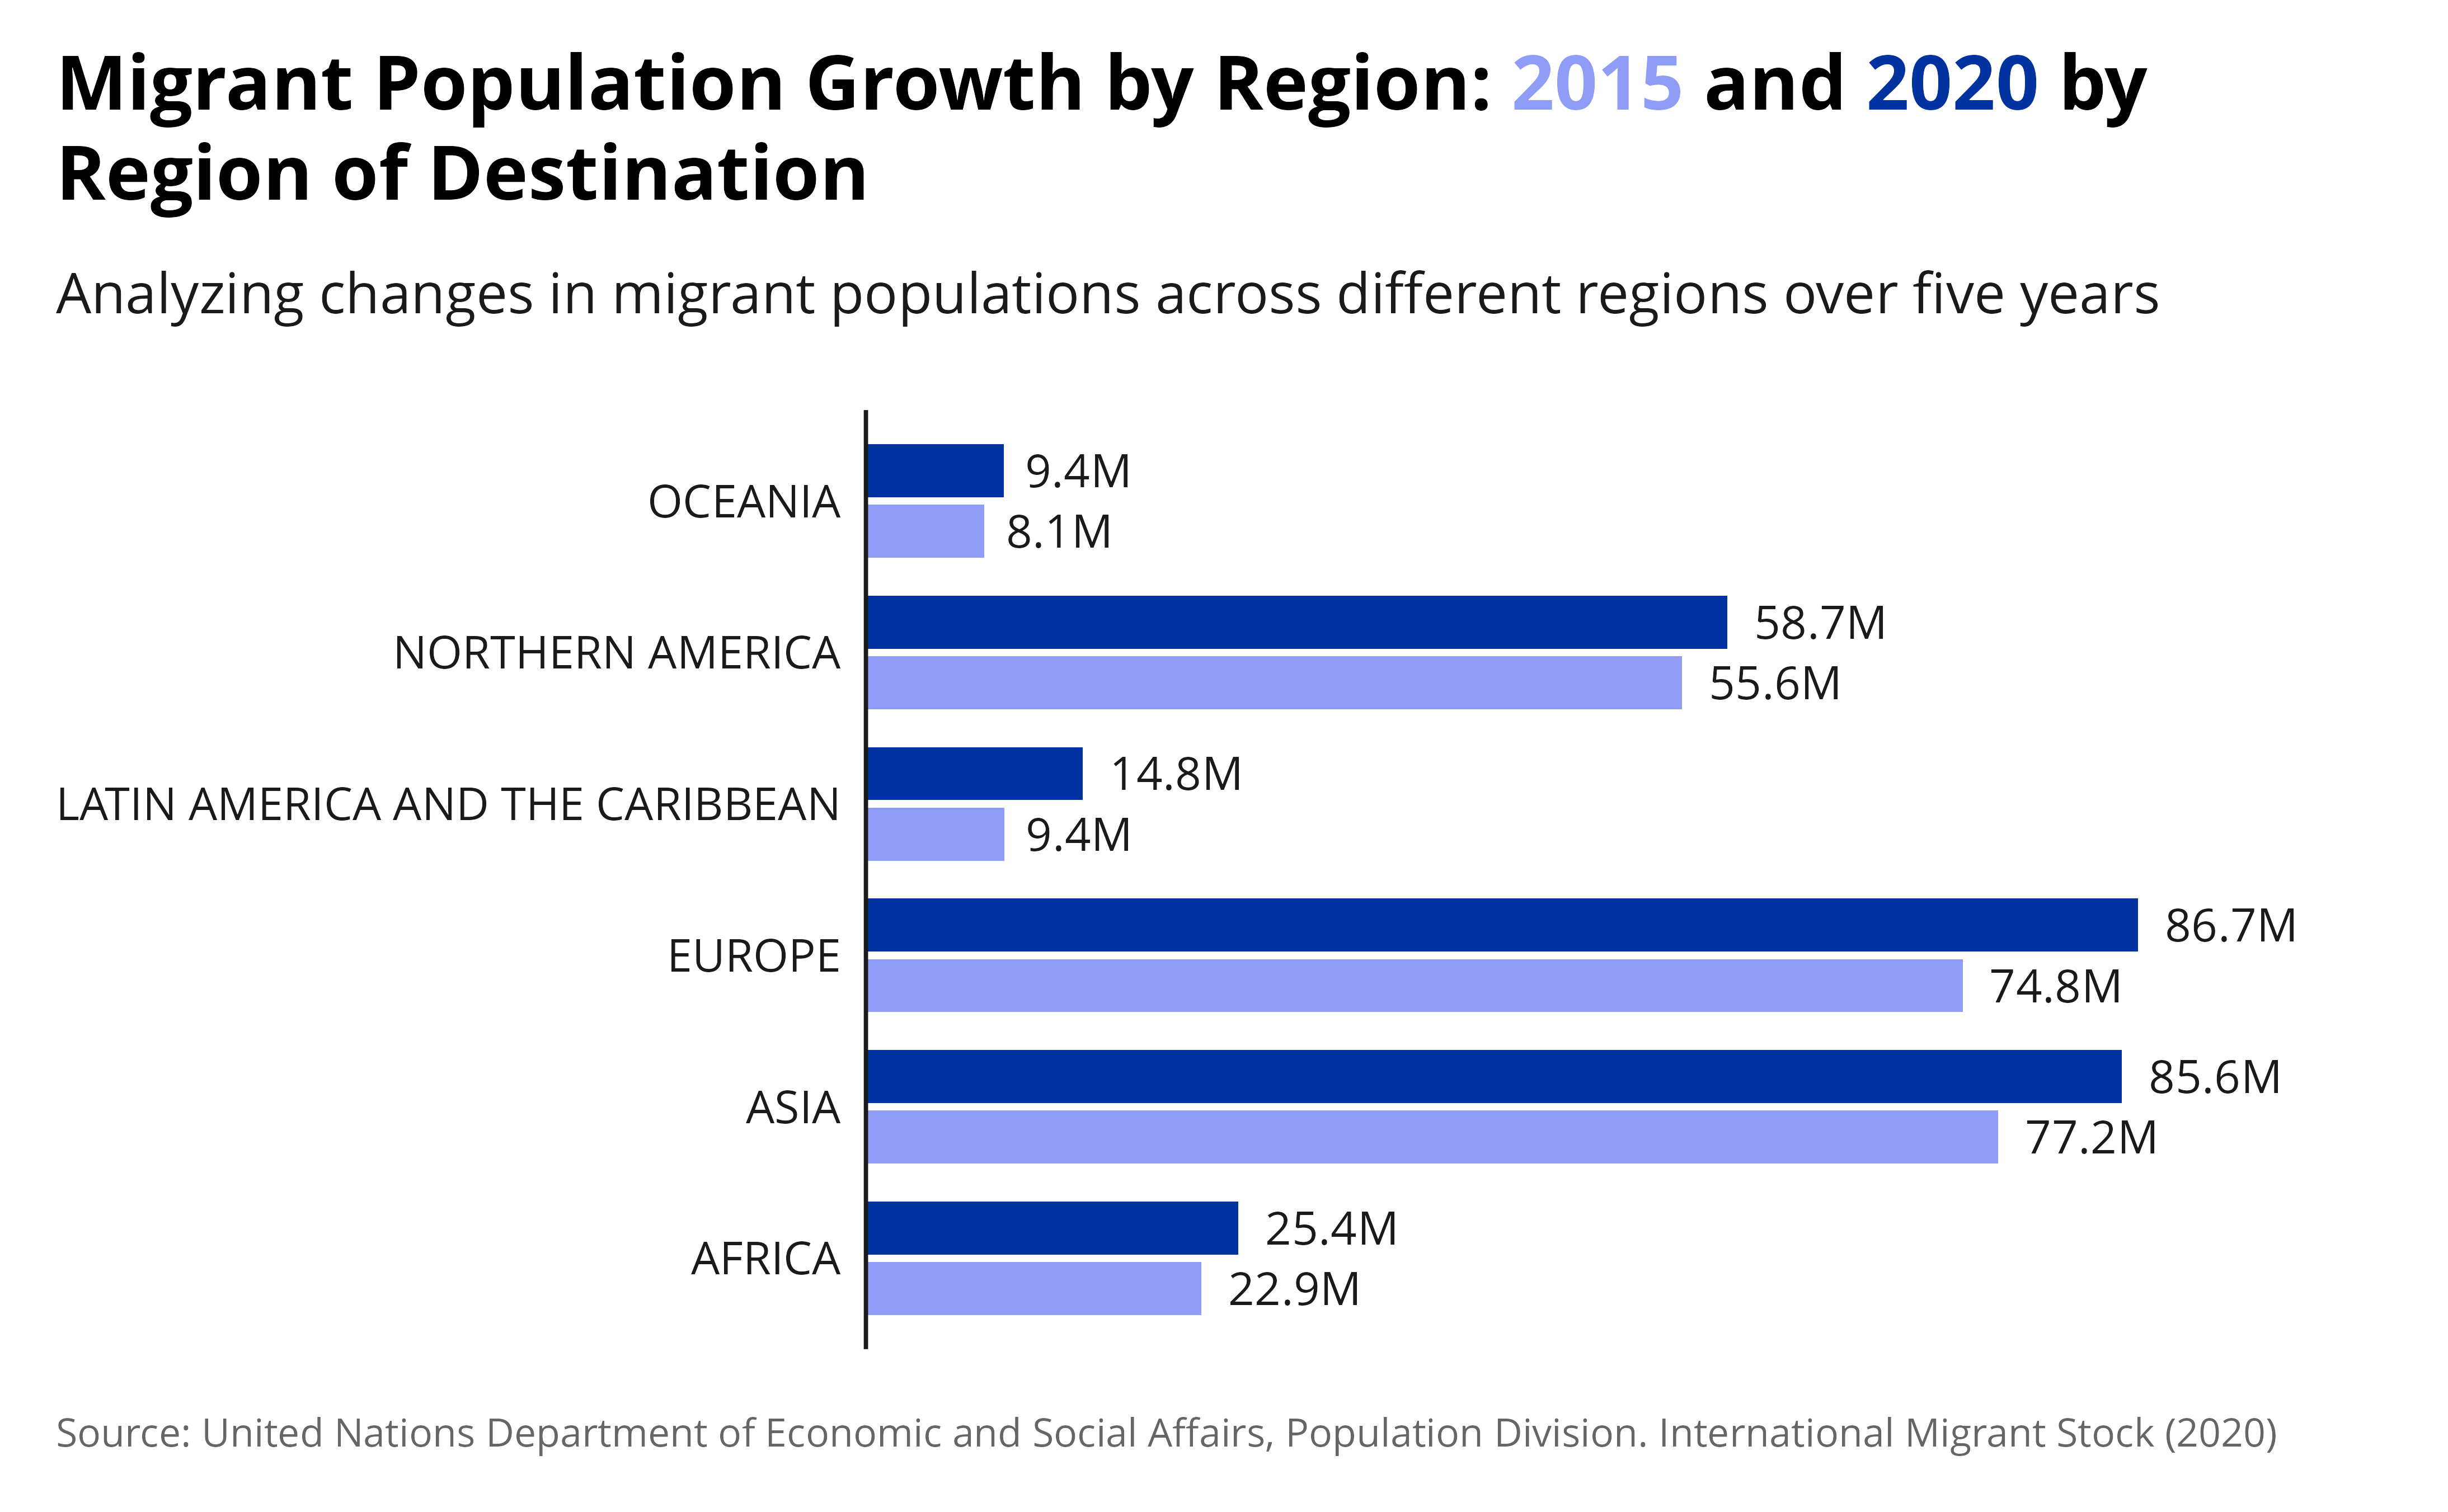 Migrant Population Growth by Region: 2015 and 2020 by
Region of Destination
Analyzing changes in migrant populations across different regions over five years
OCEANIA
9.4M
8.1M
NORTHERN AMERICA
58.7M
55.6M
LATIN AMERICA AND THE CARIBBEAN
14.8M
9.4M
EUROPE
86.7M
74.8M
ASIA
85.6M
77.2M
AFRICA
25.4M
22.9M
Source: United Nations Department of Economic and Social Affairs, Population Division. International Migrant Stock (2020)